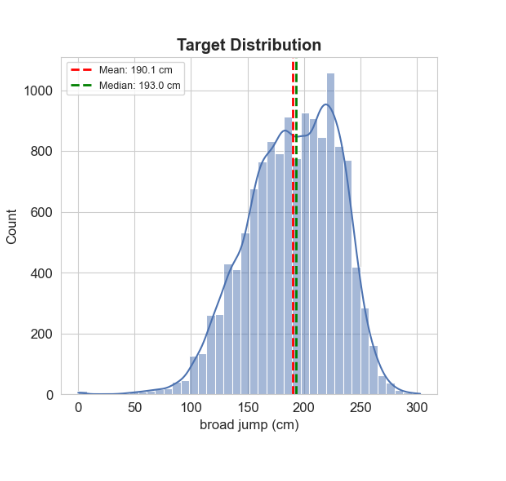 Target Distribution
Mean: 190.1 cm
Median: 193.0 cm
Count
1000
800
600
400
200
0
0 50 100 150 200 250 300
broad jump (cm)